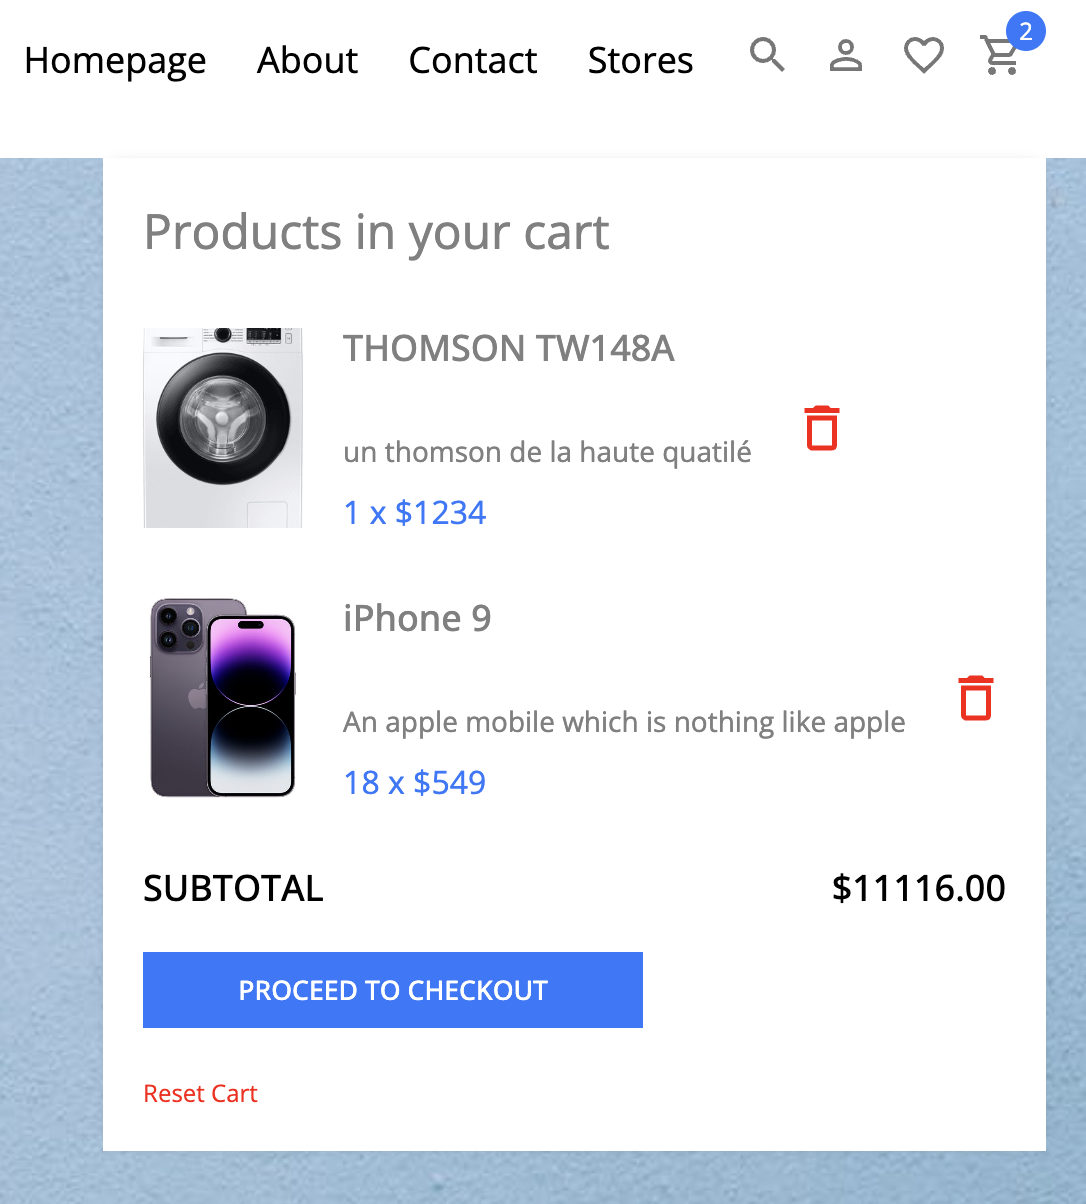 Homepage About Contact Stores 2
Products in your cart
THOMSON TW148A
un thomson de la haute quatilé
1 x $1234
iPhone 9
An apple mobile which is nothing like apple
18 x $549
SUBTOTAL $11116.00
PROCEED TO CHECKOUT
Reset Cart